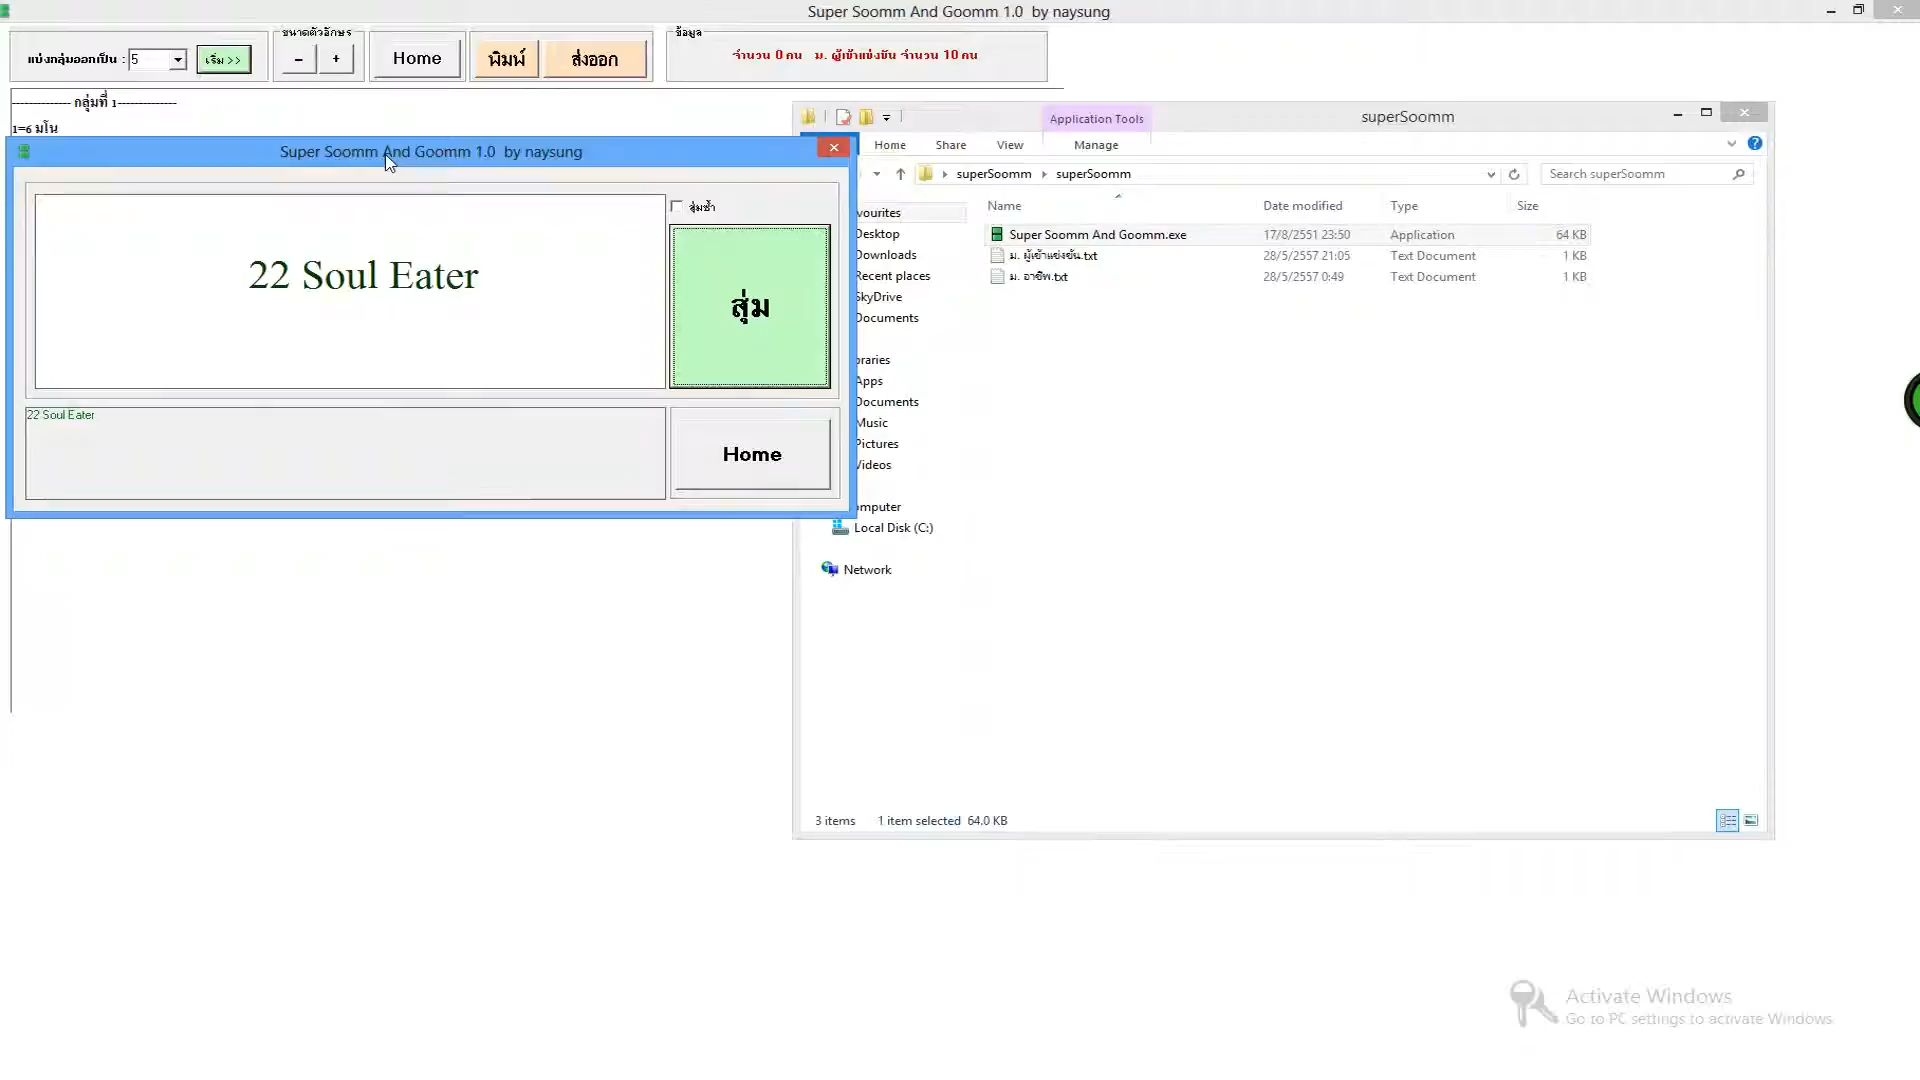 Super Soomm And Goomm 1.0 by naysung
แบ่งกลุ่มออกเป็น : 5 เริ่ม >>
ขนาดตัวอักษร
- +
Home
พิมพ์ ส่งออก
ข้อมูล
จำนวน 0 คน ม. ผู้เข้าแข่งขัน จำนวน 10 คน
-------------- กลุ่มที่ 1--------------
1=6 มโน
Super Soomm And Goomm 1.0 by naysung
22 Soul Eater
สุ่มซ้ำ
สุ่ม
22 Soul Eater
Home
Application Tools
superSoomm
Home Share View Manage
superSoomm superSoomm
Search superSoomm
Name Date modified Type Size
Super Soomm And Goomm.exe 17/8/2551 23:50 Application 64 KB
ม. ผู้เข้าแข่งขัน.txt 28/5/2557 21:05 Text Document 1 KB
ม. อาชีพ.txt 28/5/2557 0:49 Text Document 1 KB
vourites
Desktop
Downloads
Recent places
SkyDrive
Documents
braries
Apps
Documents
Music
Pictures
Videos
omputer
Local Disk (C:)
Network
3 items 1 item selected 64.0 KB
Activate Windows
Go to PC settings to activate Windows.